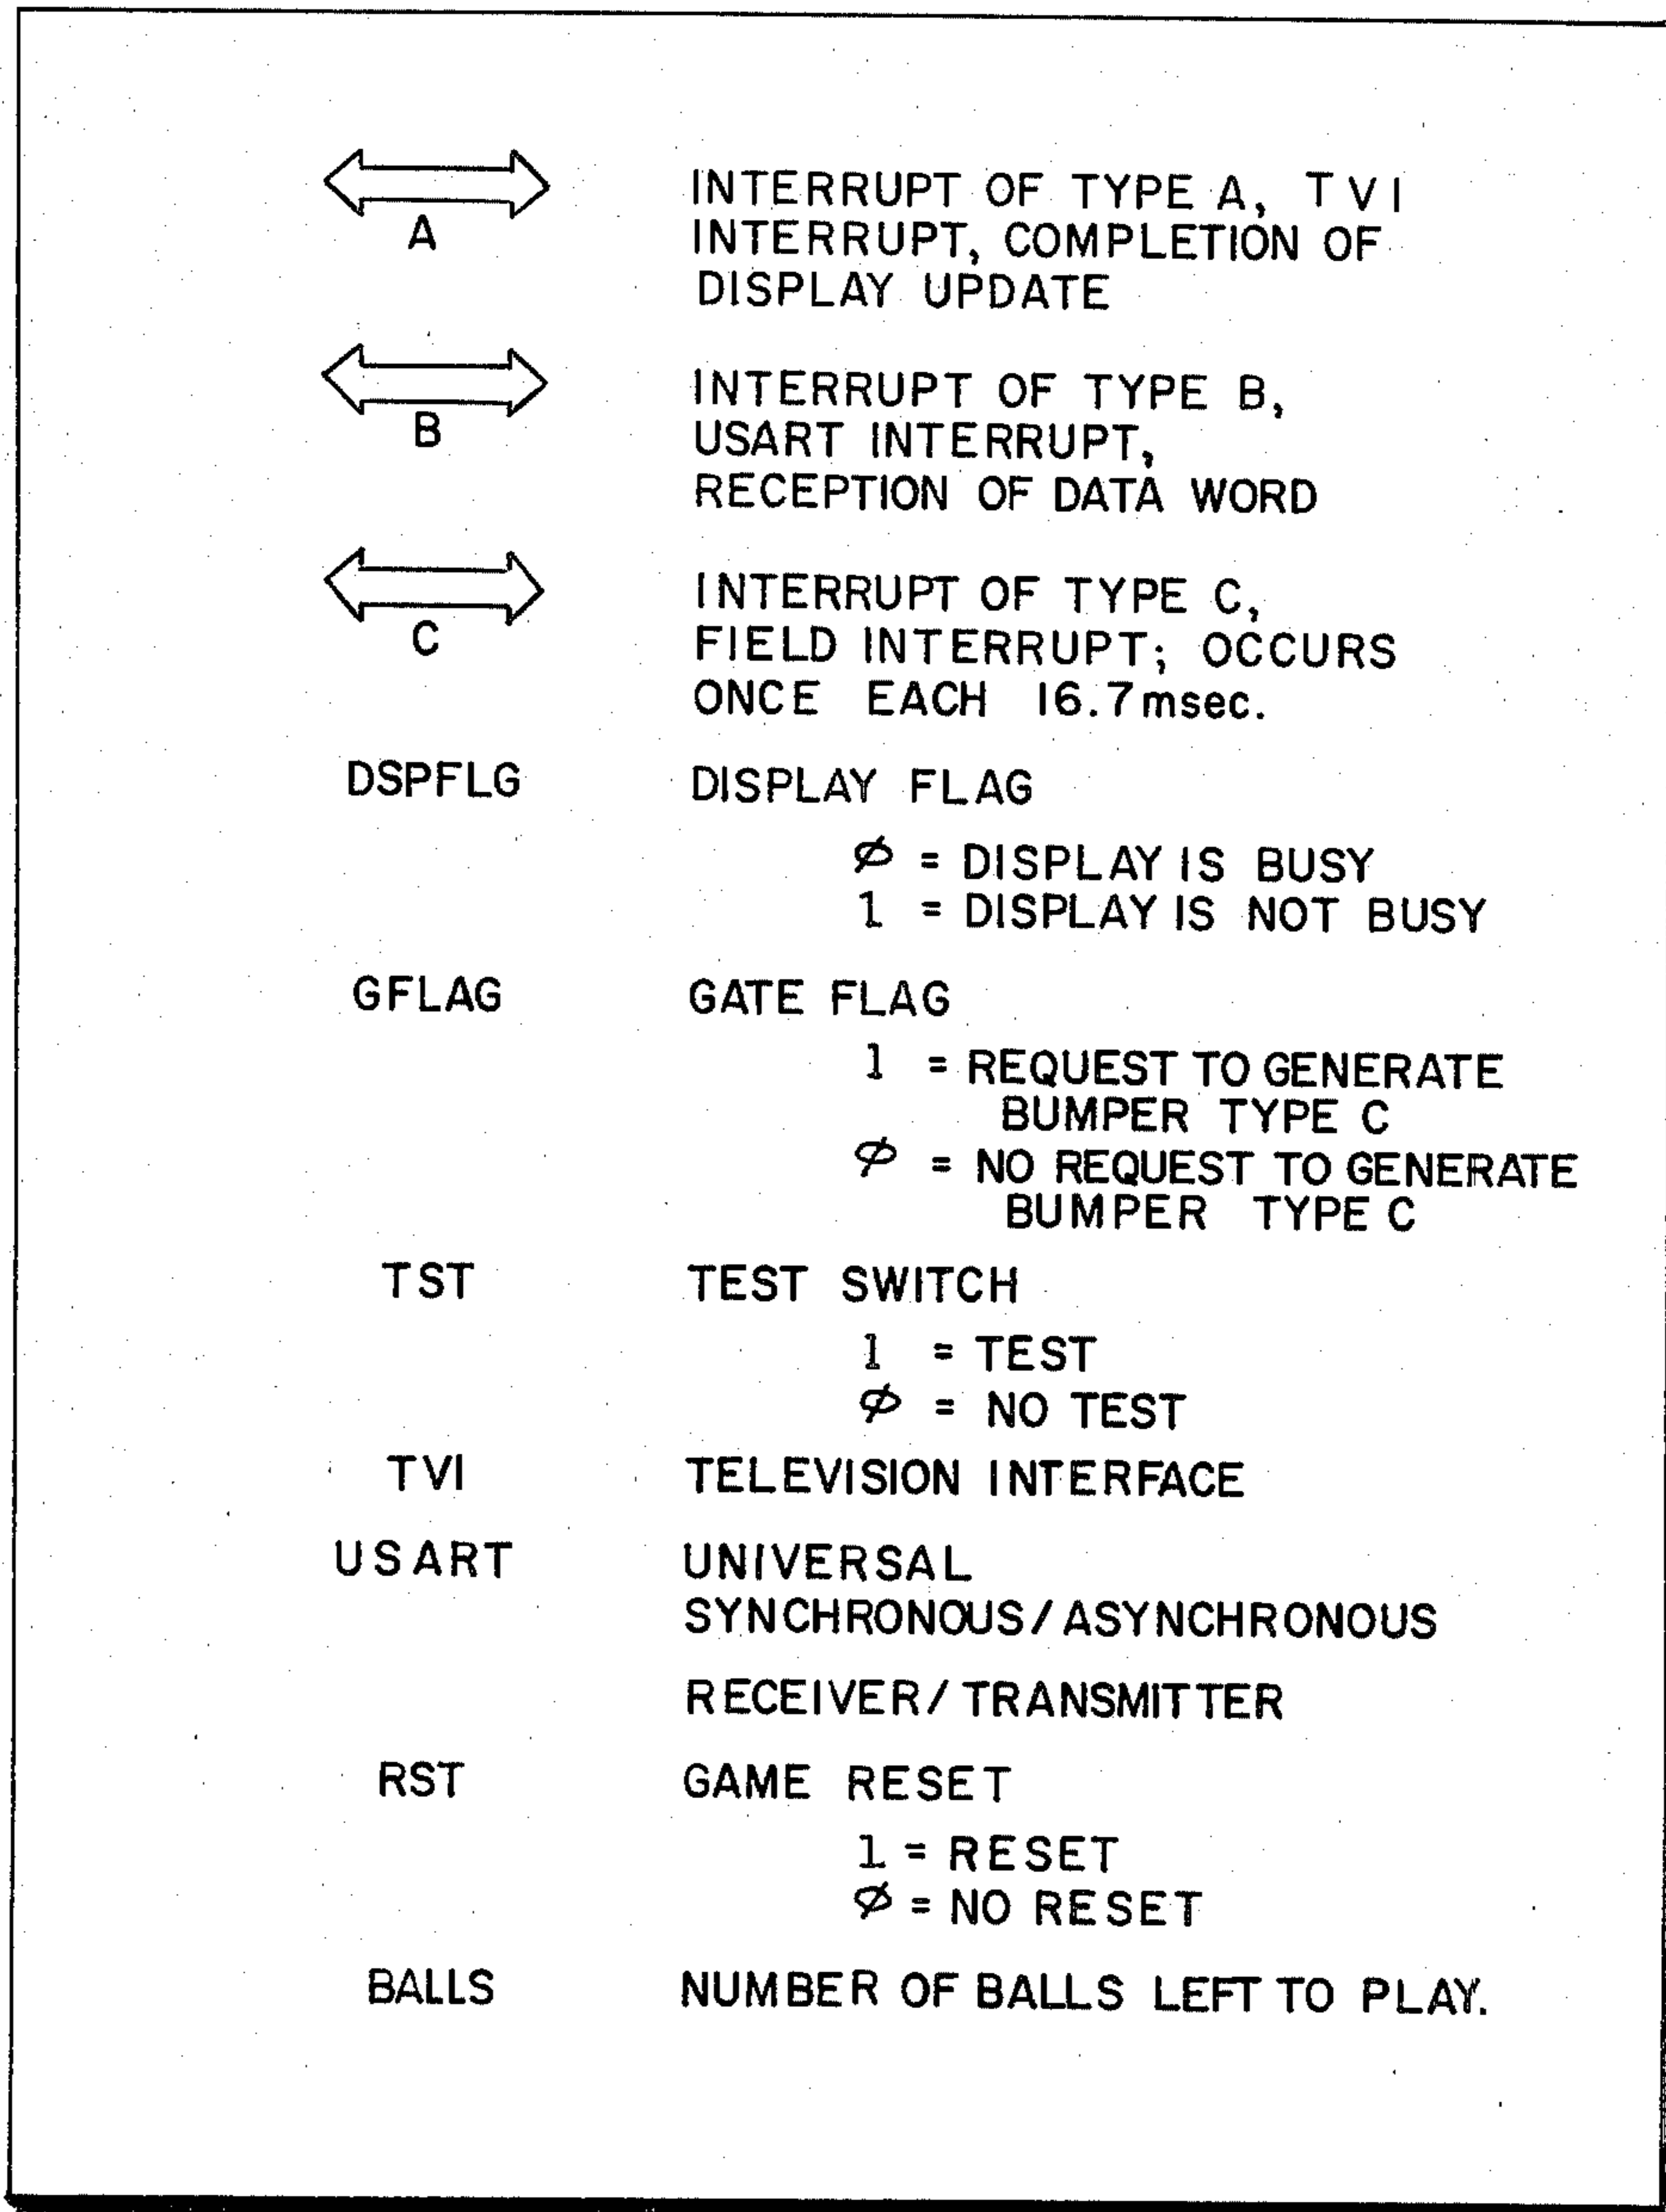 INTERRUPT OF TYPE A, TVI
A INTERRUPT, COMPLETION OF
DISPLAY UPDATE
INTERRUPT OF TYPE B,
B USART INTERRUPT,
RECEPTION OF DATA WORD
INTERRUPT OF TYPE C,
C FIELD INTERRUPT; OCCURS
ONCE EACH 16.7msec.
DSPFLG DISPLAY FLAG
Ø = DISPLAY IS BUSY
1 = DISPLAY IS NOT BUSY
GFLAG GATE FLAG
1 = REQUEST TO GENERATE
BUMPER TYPE C
Ø = NO REQUEST TO GENERATE
BUMPER TYPE C
TST TEST SWITCH
1 = TEST
Ø = NO TEST
TVI TELEVISION INTERFACE
USART UNIVERSAL
SYNCHRONOUS/ASYNCHRONOUS
RECEIVER/TRANSMITTER
RST GAME RESET
1 = RESET
Ø = NO RESET
BALLS NUMBER OF BALLS LEFT TO PLAY.